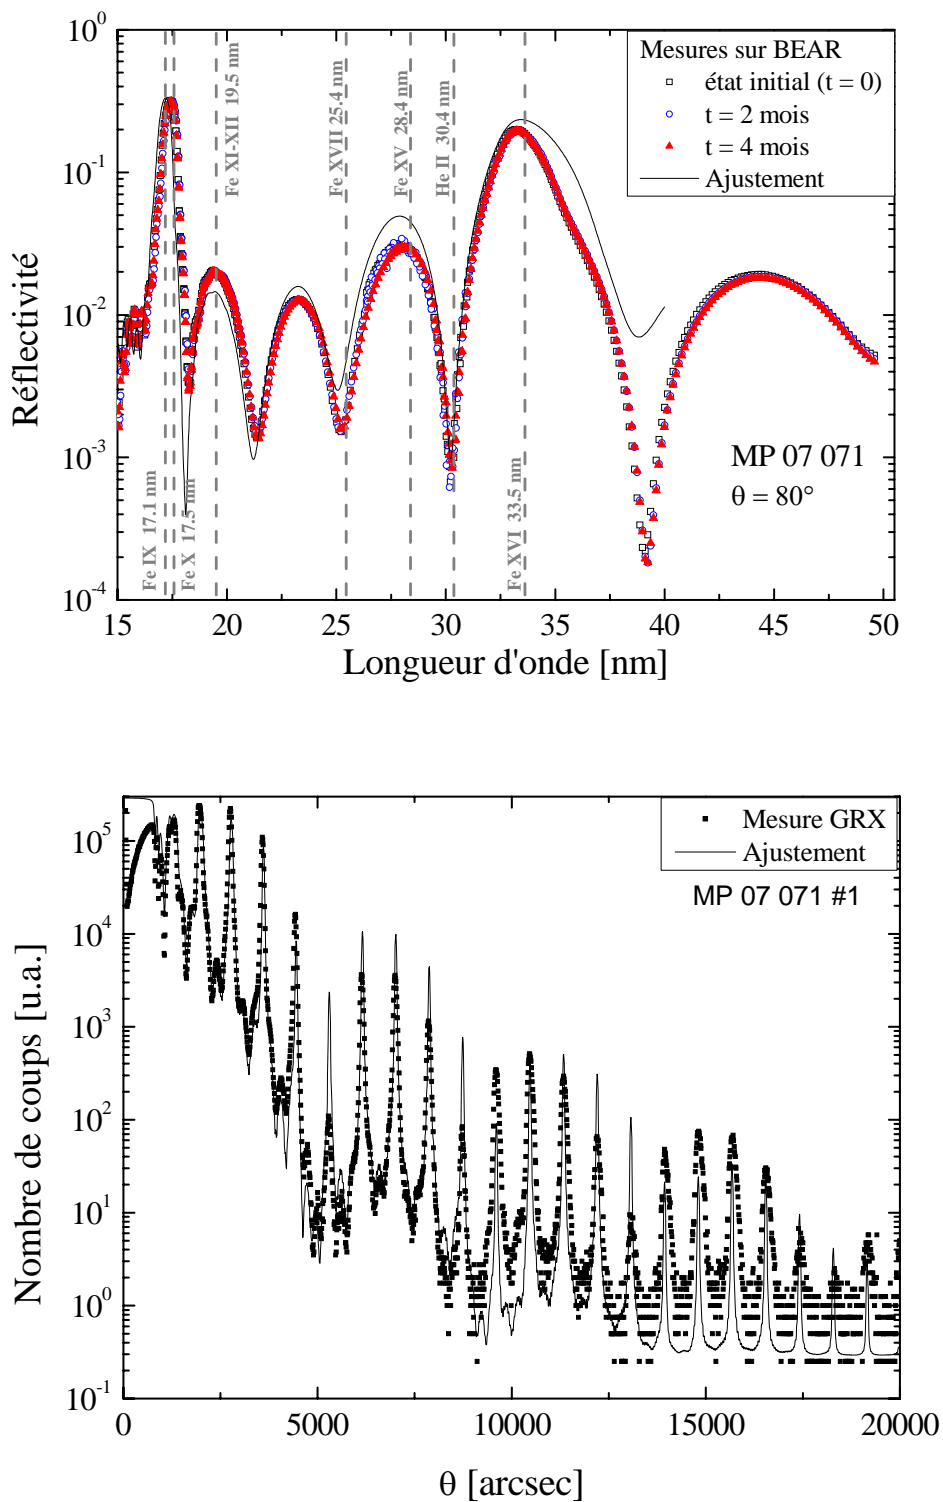 10^0
10^-1
10^-2
10^-3
10^-4
Réflectivité
Mesures sur BEAR
état initial (t = 0)
t = 2 mois
t = 4 mois
Ajustement
Fe IX 17.1 nm
Fe X 17.5 nm
Fe XI-XII 19.5 nm
Fe XVII 25.4 nm
Fe XV 28.4 nm
He II 30.4 nm
Fe XVI 33.5 nm
MP 07 071
θ = 80°
15 20 25 30 35 40 45 50
Longueur d'onde [nm]
10^5
10^4
10^3
10^2
10^1
10^0
10^-1
Nombre de coups [u.a.]
Mesure GRX
Ajustement
MP 07 071 #1
0 5000 10000 15000 20000
θ [arcsec]